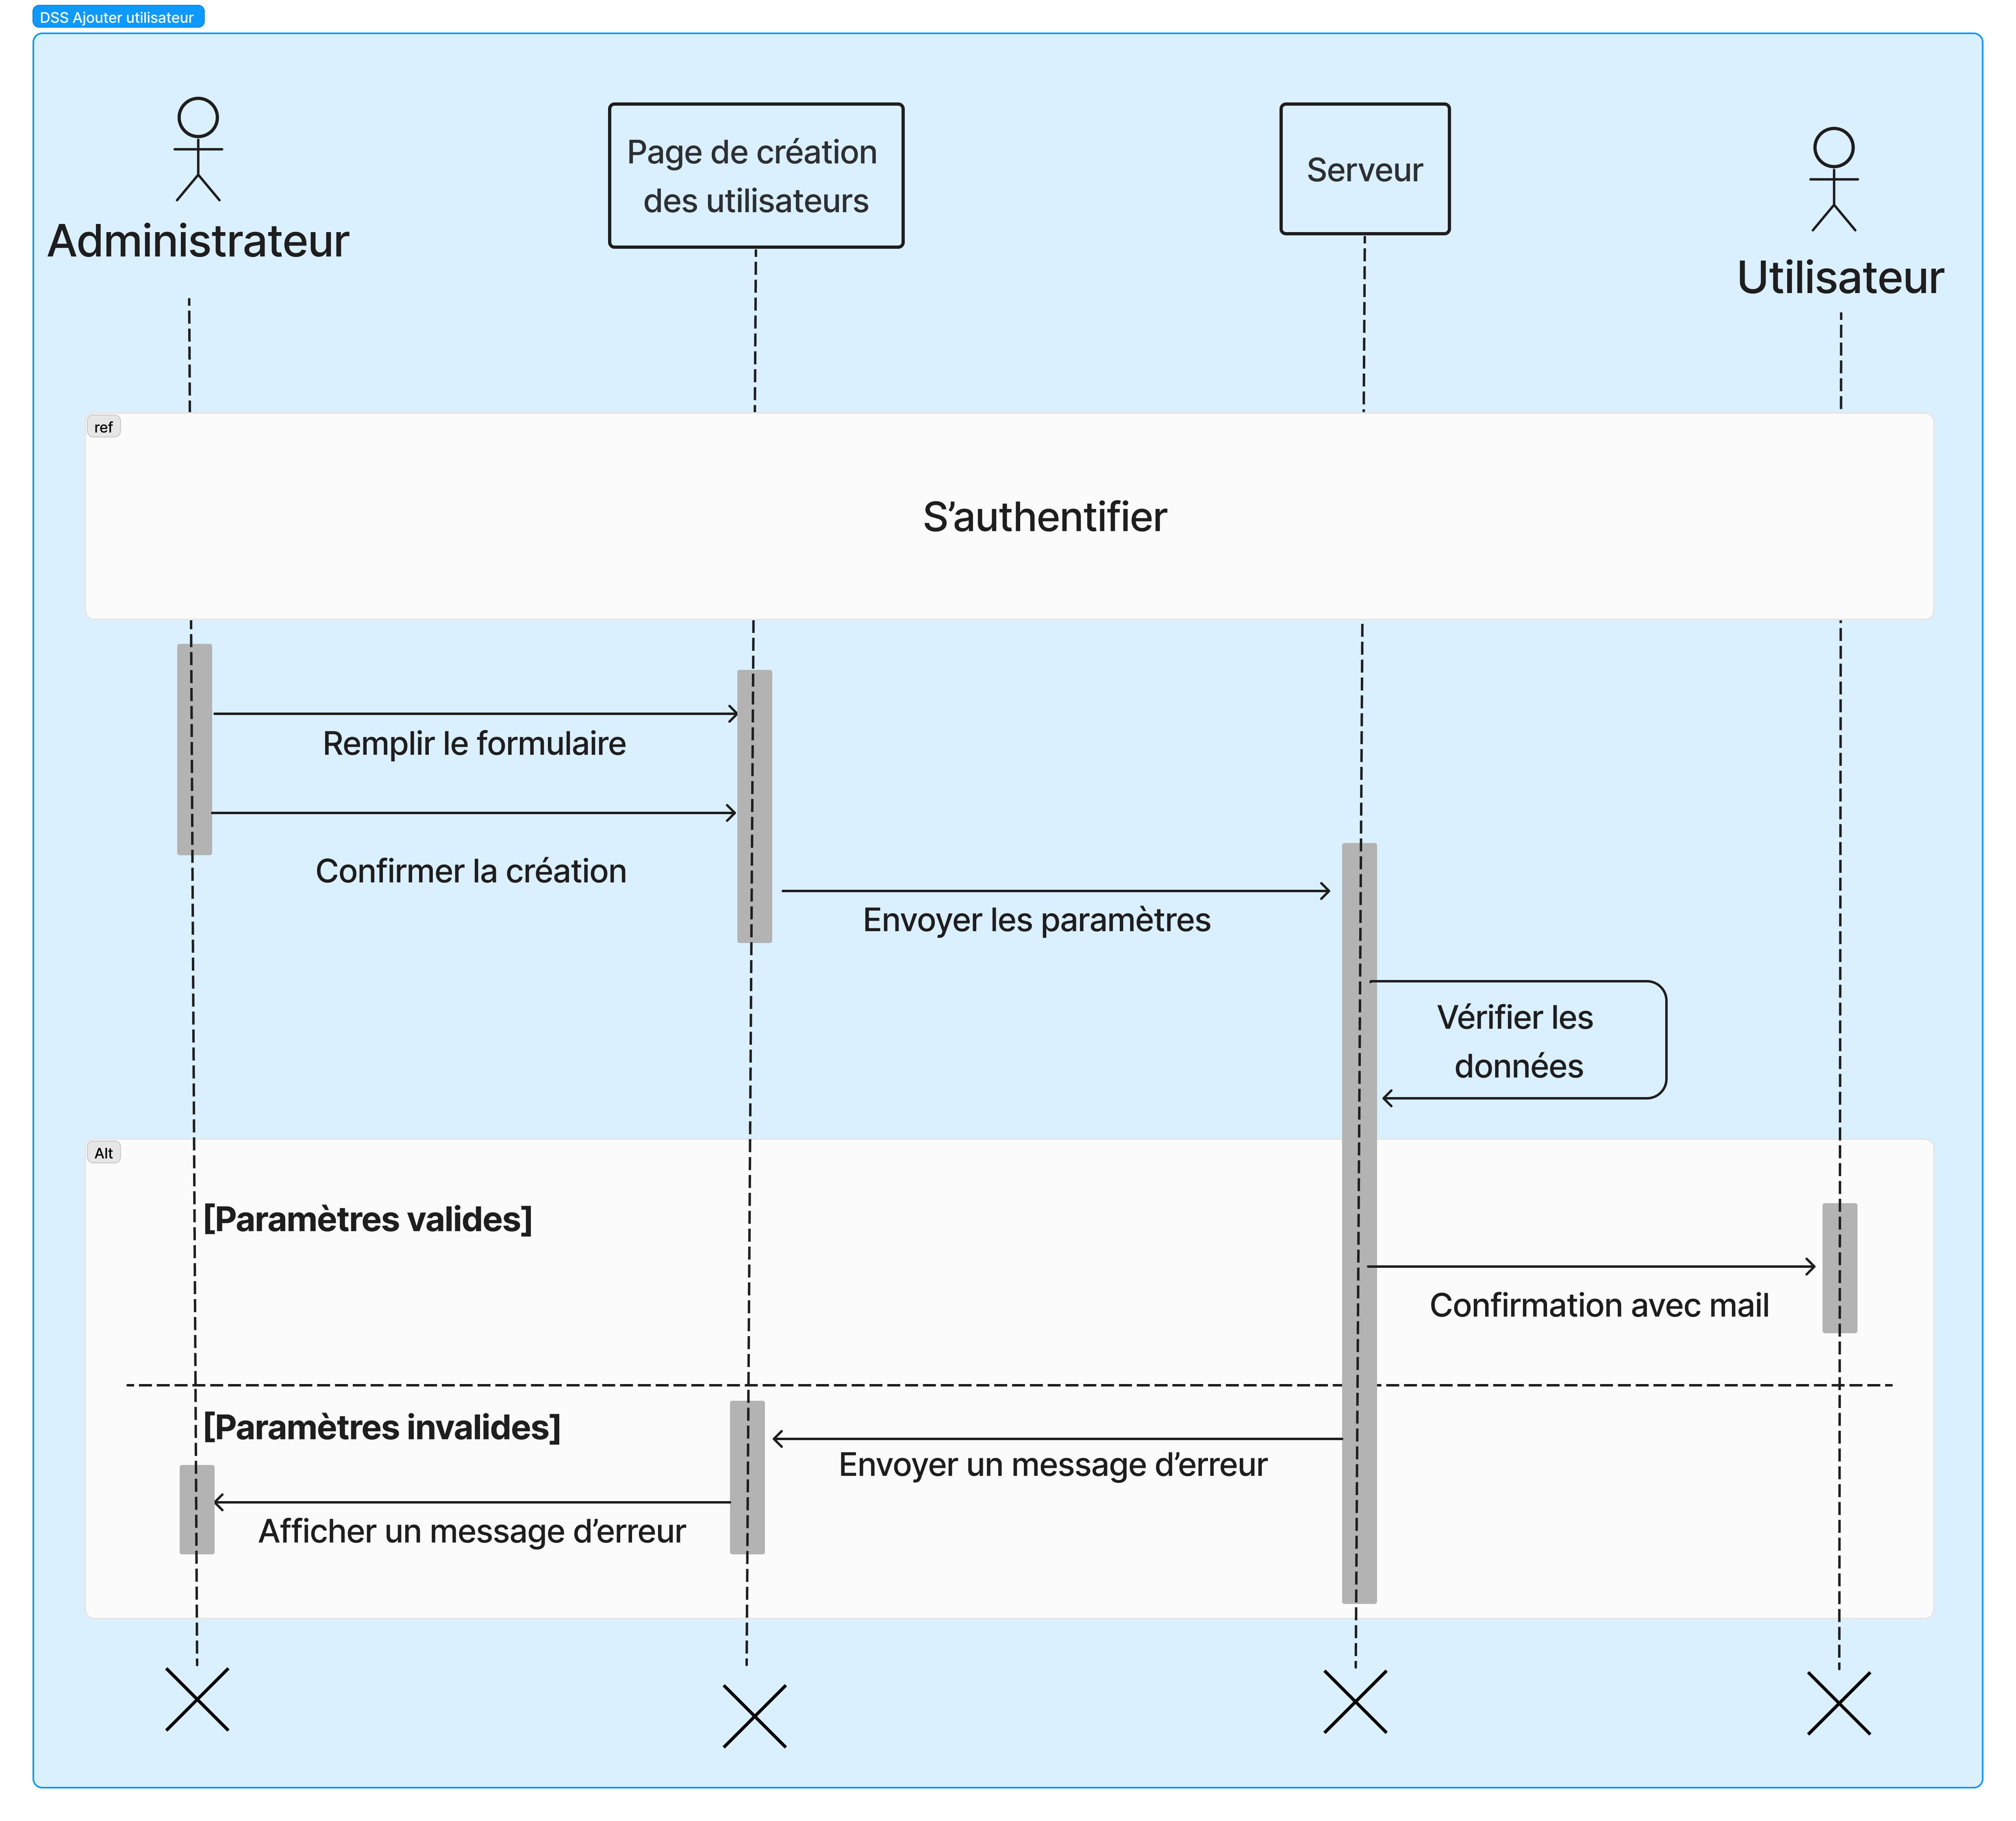 DSS Ajouter utilisateur
Administrateur
Page de création
des utilisateurs
Serveur
Utilisateur
ref
S’authentifier
Remplir le formulaire
Confirmer la création
Envoyer les paramètres
Vérifier les
données
Alt
[Paramètres valides]
Confirmation avec mail
[Paramètres invalides]
Envoyer un message d’erreur
Afficher un message d’erreur